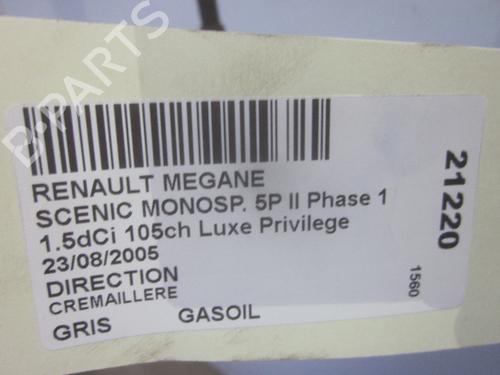 B-PARTS
RENAULT MEGANE
SCENIC MONOSP. 5P II Phase 1
1.5dCi 105ch Luxe Privilege
23/08/2005
DIRECTION
CREMAILLERE
GRIS GASOIL
21220
1560